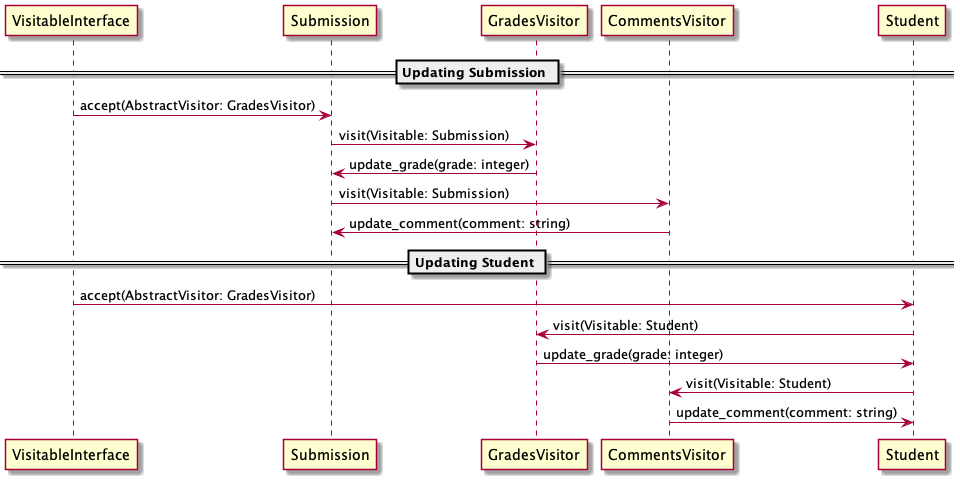 VisitableInterface Submission GradesVisitor CommentsVisitor Student
Updating Submission
accept(AbstractVisitor: GradesVisitor)
visit(Visitable: Submission)
update_grade(grade: integer)
visit(Visitable: Submission)
update_comment(comment: string)
Updating Student
accept(AbstractVisitor: GradesVisitor)
visit(Visitable: Student)
update_grade(grade: integer)
visit(Visitable: Student)
update_comment(comment: string)
VisitableInterface Submission GradesVisitor CommentsVisitor Student